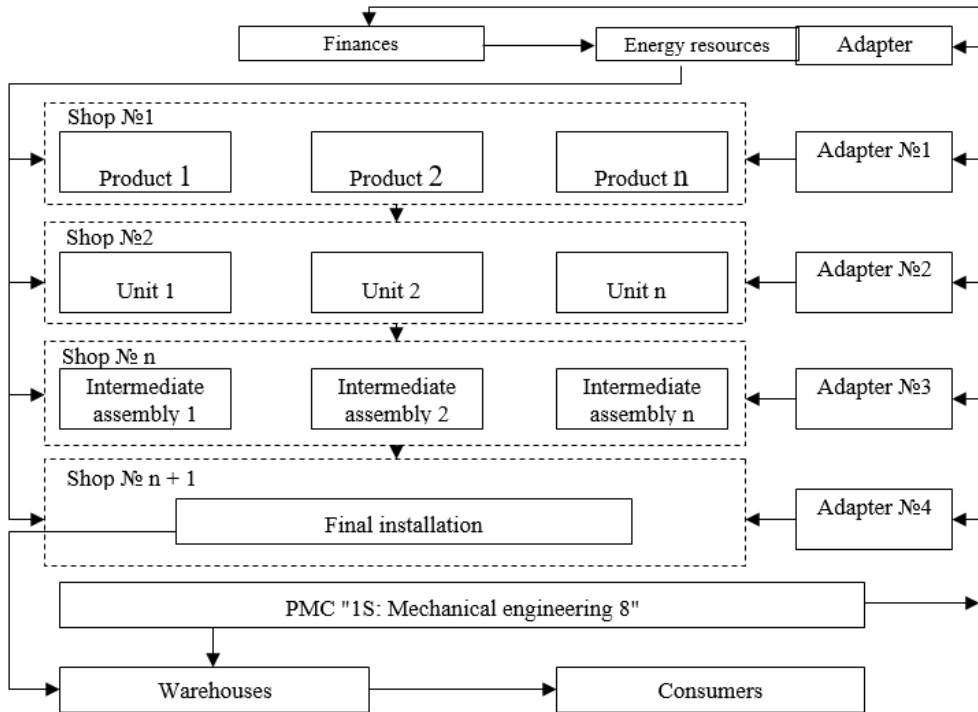 Finances
Energy resources
Adapter
Shop №1
Product 1
Product 2
Product n
Adapter №1
Shop №2
Unit 1
Unit 2
Unit n
Adapter №2
Shop № n
Intermediate
assembly 1
Intermediate
assembly 2
Intermediate
assembly n
Adapter №3
Shop № n + 1
Final installation
Adapter №4
PMC "1S: Mechanical engineering 8"
Warehouses
Consumers